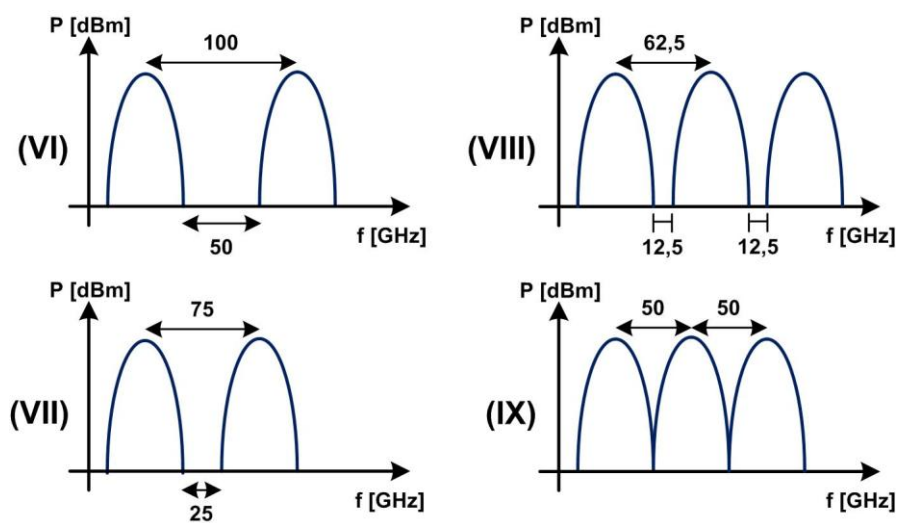 P [dBm]
100
(VI)
50
f [GHz]
P [dBm]
62,5
(VIII)
12,5
12,5
f [GHz]
P [dBm]
75
(VII)
25
f [GHz]
P [dBm]
50
50
(IX)
f [GHz]